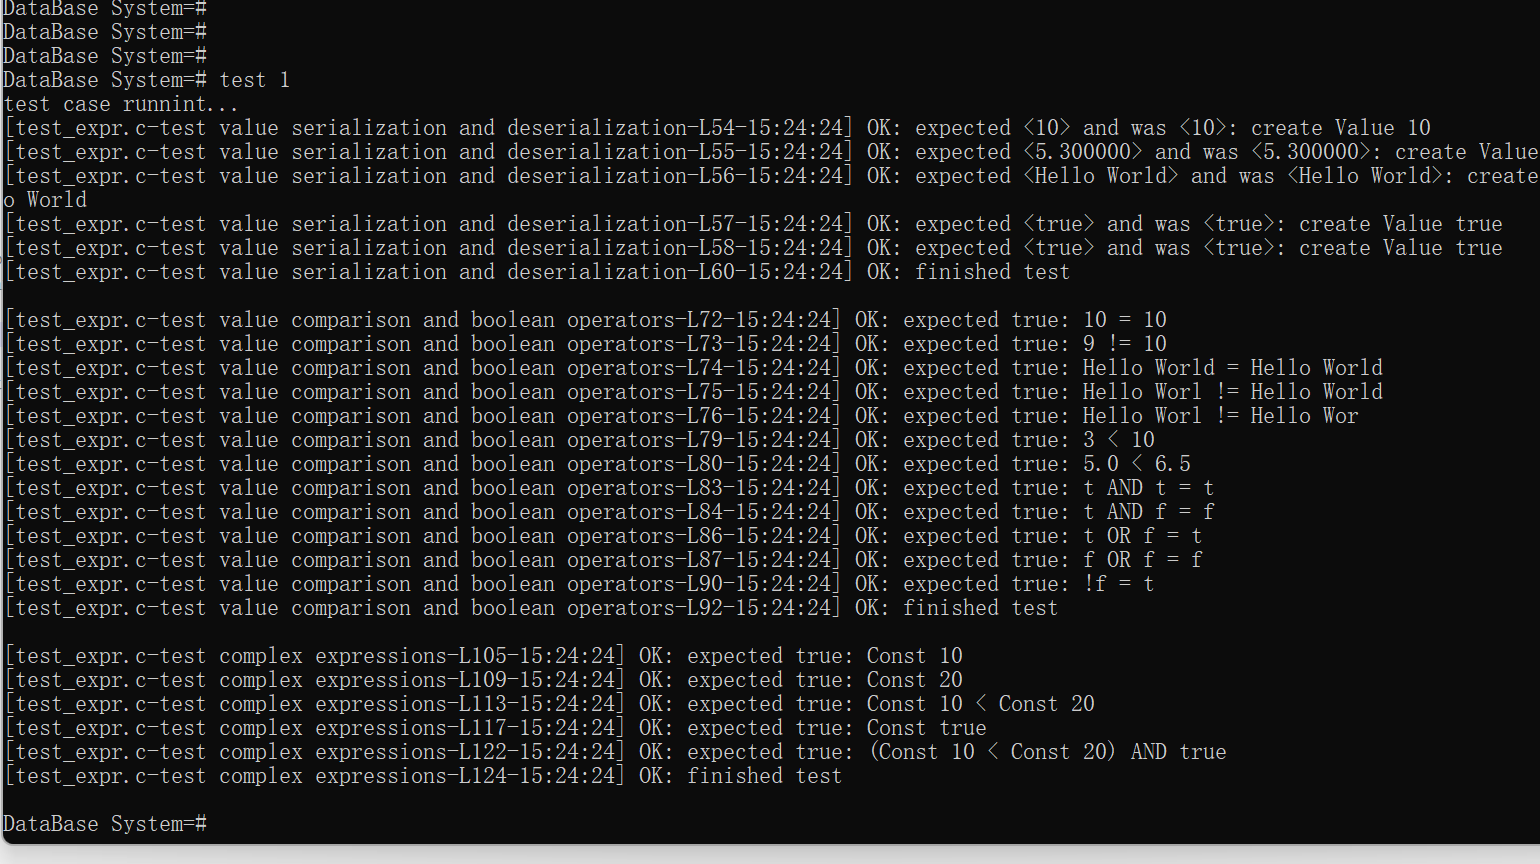 DataBase System=#
DataBase System=#
DataBase System=#
DataBase System=# test 1
test case runnint...
[test_expr.c-test value serialization and deserialization-L54-15:24:24] OK: expected <10> and was <10>: create Value 10
[test_expr.c-test value serialization and deserialization-L55-15:24:24] OK: expected <5.300000> and was <5.300000>: create Value
[test_expr.c-test value serialization and deserialization-L56-15:24:24] OK: expected <Hello World> and was <Hello World>: create
o World
[test_expr.c-test value serialization and deserialization-L57-15:24:24] OK: expected <true> and was <true>: create Value true
[test_expr.c-test value serialization and deserialization-L58-15:24:24] OK: expected <true> and was <true>: create Value true
[test_expr.c-test value serialization and deserialization-L60-15:24:24] OK: finished test
[test_expr.c-test value comparison and boolean operators-L72-15:24:24] OK: expected true: 10 = 10
[test_expr.c-test value comparison and boolean operators-L73-15:24:24] OK: expected true: 9 != 10
[test_expr.c-test value comparison and boolean operators-L74-15:24:24] OK: expected true: Hello World = Hello World
[test_expr.c-test value comparison and boolean operators-L75-15:24:24] OK: expected true: Hello Worl != Hello World
[test_expr.c-test value comparison and boolean operators-L76-15:24:24] OK: expected true: Hello Worl != Hello Wor
[test_expr.c-test value comparison and boolean operators-L79-15:24:24] OK: expected true: 3 < 10
[test_expr.c-test value comparison and boolean operators-L80-15:24:24] OK: expected true: 5.0 < 6.5
[test_expr.c-test value comparison and boolean operators-L83-15:24:24] OK: expected true: t AND t = t
[test_expr.c-test value comparison and boolean operators-L84-15:24:24] OK: expected true: t AND f = f
[test_expr.c-test value comparison and boolean operators-L86-15:24:24] OK: expected true: t OR f = t
[test_expr.c-test value comparison and boolean operators-L87-15:24:24] OK: expected true: f OR f = f
[test_expr.c-test value comparison and boolean operators-L90-15:24:24] OK: expected true: !f = t
[test_expr.c-test value comparison and boolean operators-L92-15:24:24] OK: finished test
[test_expr.c-test complex expressions-L105-15:24:24] OK: expected true: Const 10
[test_expr.c-test complex expressions-L109-15:24:24] OK: expected true: Const 20
[test_expr.c-test complex expressions-L113-15:24:24] OK: expected true: Const 10 < Const 20
[test_expr.c-test complex expressions-L117-15:24:24] OK: expected true: Const true
[test_expr.c-test complex expressions-L122-15:24:24] OK: expected true: (Const 10 < Const 20) AND true
[test_expr.c-test complex expressions-L124-15:24:24] OK: finished test
DataBase System=#